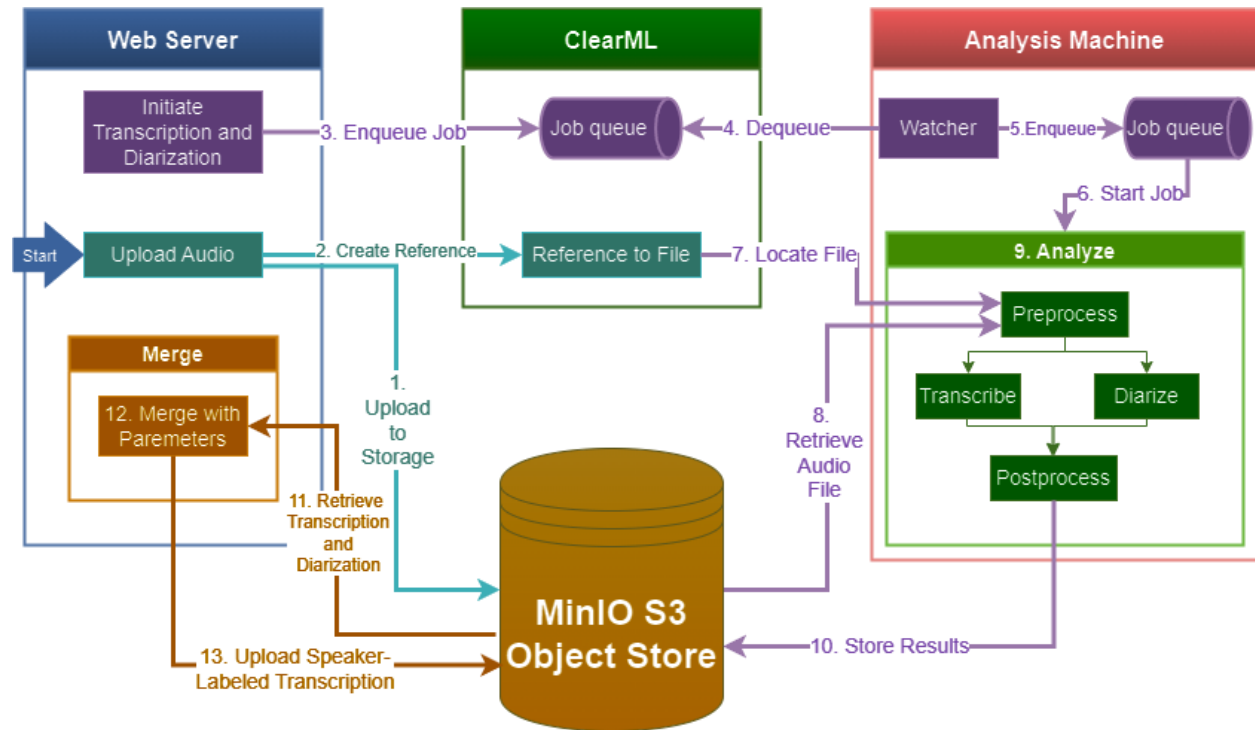 Web Server
ClearML
Analysis Machine
Initiate
Transcription and
Diarization
3. Enqueue Job
Job queue
4. Dequeue
Watcher
5.Enqueue
Job queue
6. Start Job
Start
Upload Audio
2. Create Reference
Reference to File
7. Locate File
9. Analyze
Preprocess
Transcribe
Diarize
Postprocess
Merge
12. Merge with
Paremeters
1.
Upload
to
Storage
8.
Retrieve
Audio
File
11. Retrieve
Transcription
and
Diarization
MinIO S3
Object Store
10. Store Results
13. Upload Speaker-
Labeled Transcription